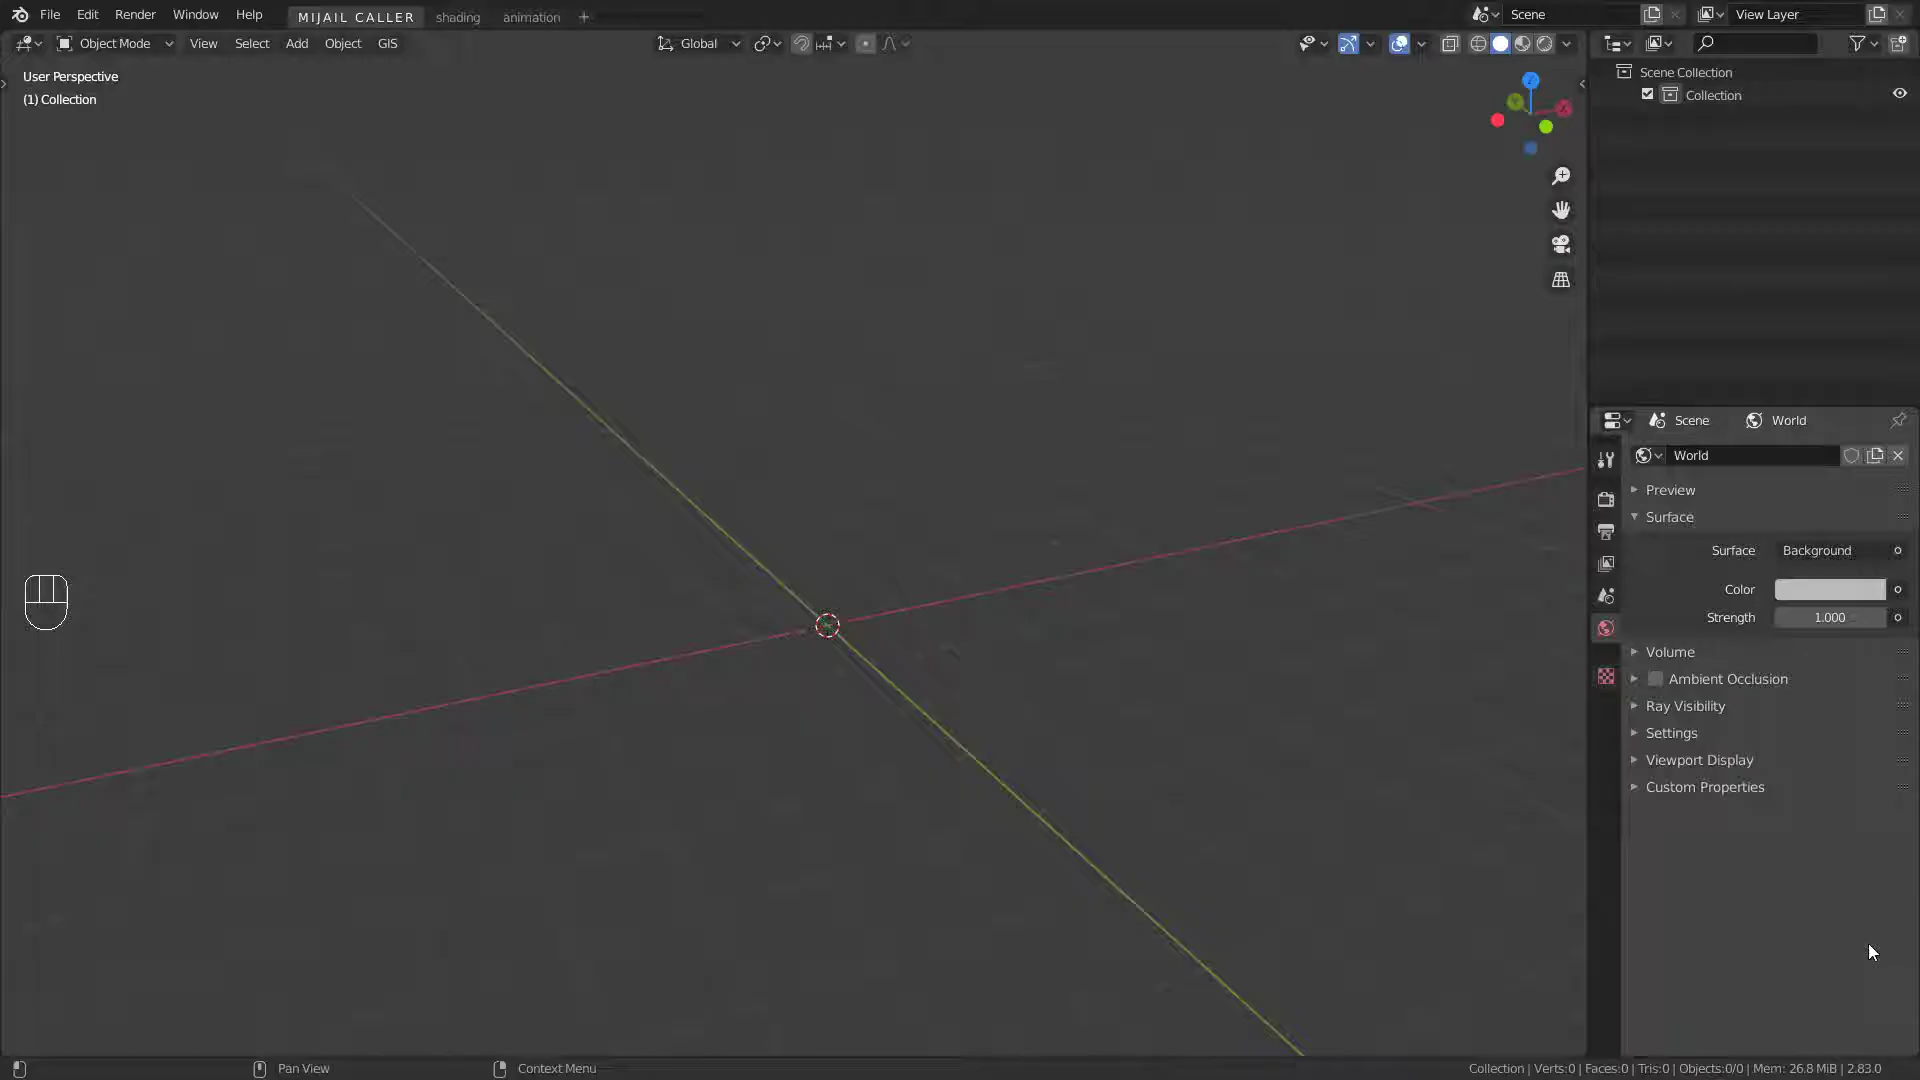 File Edit Render Window Help MIJAIL CALLER shading animation + Scene View Layer
Object Mode View Select Add Object GIS Global
User Perspective
(1) Collection
Scene Collection
Collection
Scene World
World
Preview
Surface
Surface Background
Color
Strength 1.000
Volume
Ambient Occlusion
Ray Visibility
Settings
Viewport Display
Custom Properties
Pan View Context Menu Collection | Verts:0 | Faces:0 | Tris:0 | Objects:0/0 | Mem: 26.8 MiB | 2.83.0